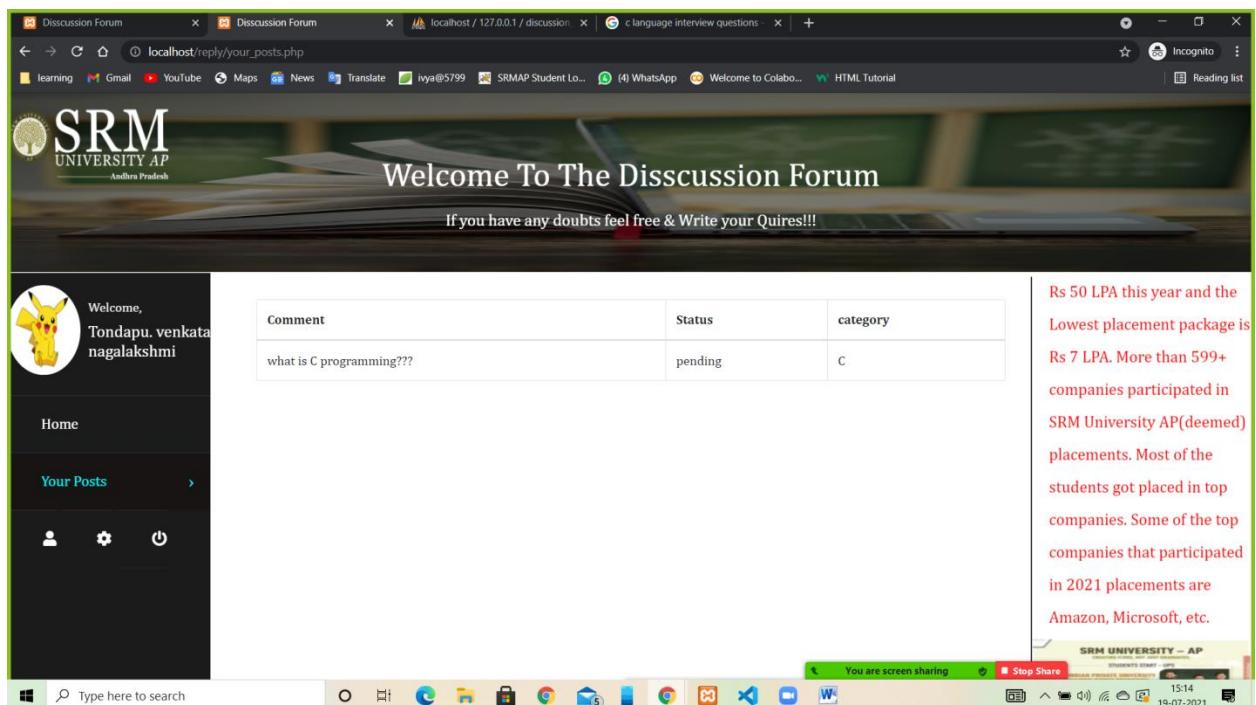 Disscussion Forum
Disscussion Forum
localhost / 127.0.0.1 / discussion
c language interview questions -
localhost/reply/your_posts.php
Incognito
learning
Gmail
YouTube
Maps
News
Translate
ivya@5799
SRMAP Student Lo...
(4) WhatsApp
Welcome to Colabo...
HTML Tutorial
Reading list
SRM
UNIVERSITY AP
Andhra Pradesh
Welcome To The Disscussion Forum
If you have any doubts feel free & Write your Quires!!!
Welcome,
Tondapu. venkata
nagalakshmi
Home
Your Posts
Comment Status category
what is C programming??? pending C
Rs 50 LPA this year and the
Lowest placement package is
Rs 7 LPA. More than 599+
companies participated in
SRM University AP(deemed)
placements. Most of the
students got placed in top
companies. Some of the top
companies that participated
in 2021 placements are
Amazon, Microsoft, etc.
SRM UNIVERSITY – AP
STUDENTS START - UPS
You are screen sharing
Stop Share
Type here to search
15:14
19-07-2021